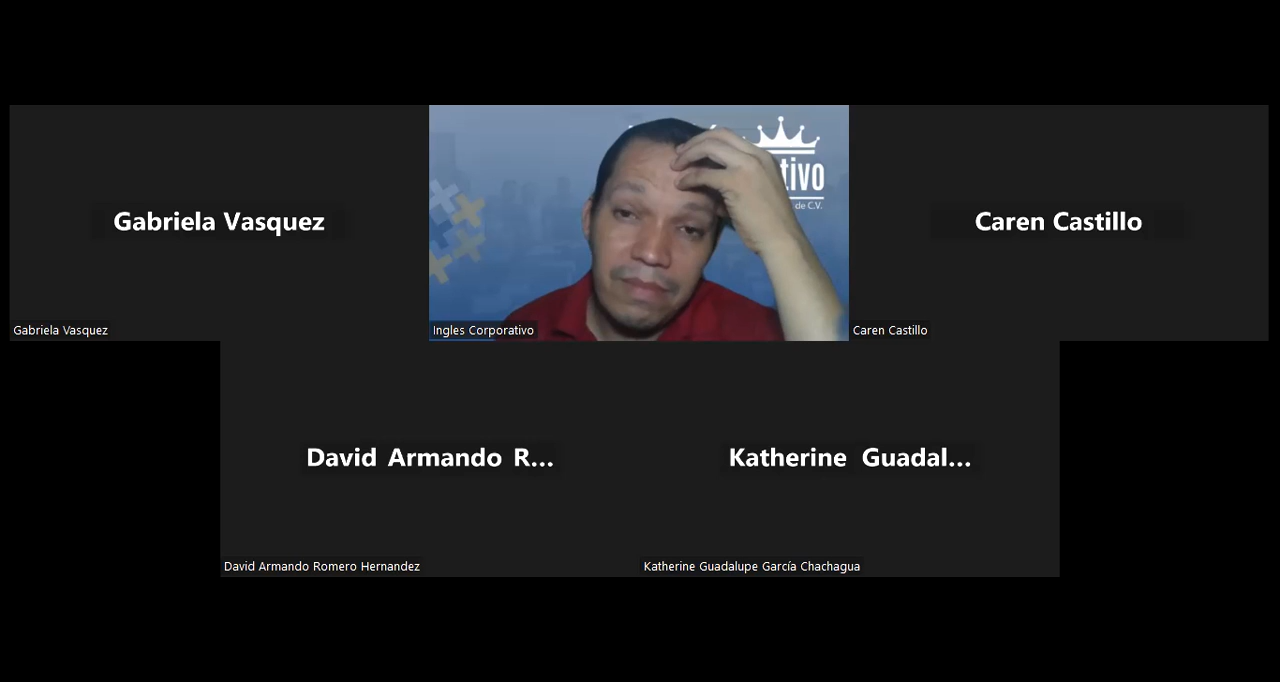 Gabriela Vasquez
tivo
de C.V.
Caren Castillo
Gabriela Vasquez
Ingles Corporativo
Caren Castillo
David Armando R...
Katherine Guadal...
David Armando Romero Hernandez
Katherine Guadalupe García Chachagua